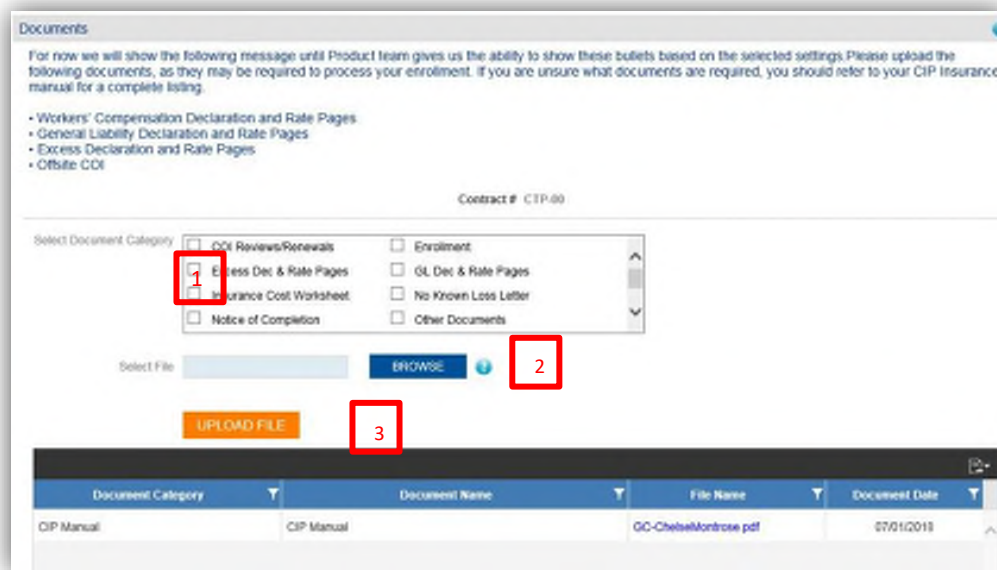 Documents
For now we will show the following message until Product team gives us the ability to show these bullets based on the selected settings.Please upload the
following documents, as they may be required to process your enrollment. If you are unsure what documents are required, you should refer to your CIP Insurance
manual for a complete listing.
• Workers' Compensation Declaration and Rate Pages
• General Liability Declaration and Rate Pages
• Excess Declaration and Rate Pages
• Offsite COI
Contract # CTP-00
Select Document Category
COI Reviews/Renewals Enrollment
Excess Dec & Rate Pages GL Dec & Rate Pages
1
Insurance Cost Worksheet No Known Loss Letter
Notice of Completion Other Documents
Select File BROWSE ? 2
UPLOAD FILE 3
Document Category Document Name File Name Document Date
CIP Manual CIP Manual GC-ChelseMontrose.pdf 07/01/2018